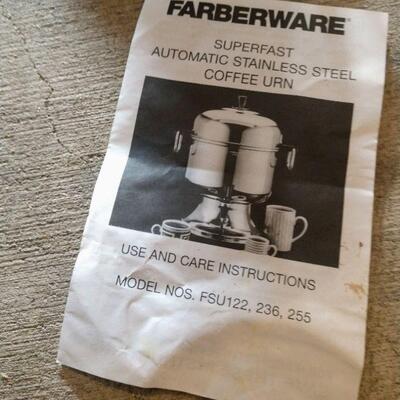 FARBERWARE
SUPERFAST
AUTOMATIC STAINLESS STEEL
COFFEE URN
USE AND CARE INSTRUCTIONS
MODEL NOS. FSU122, 236, 255